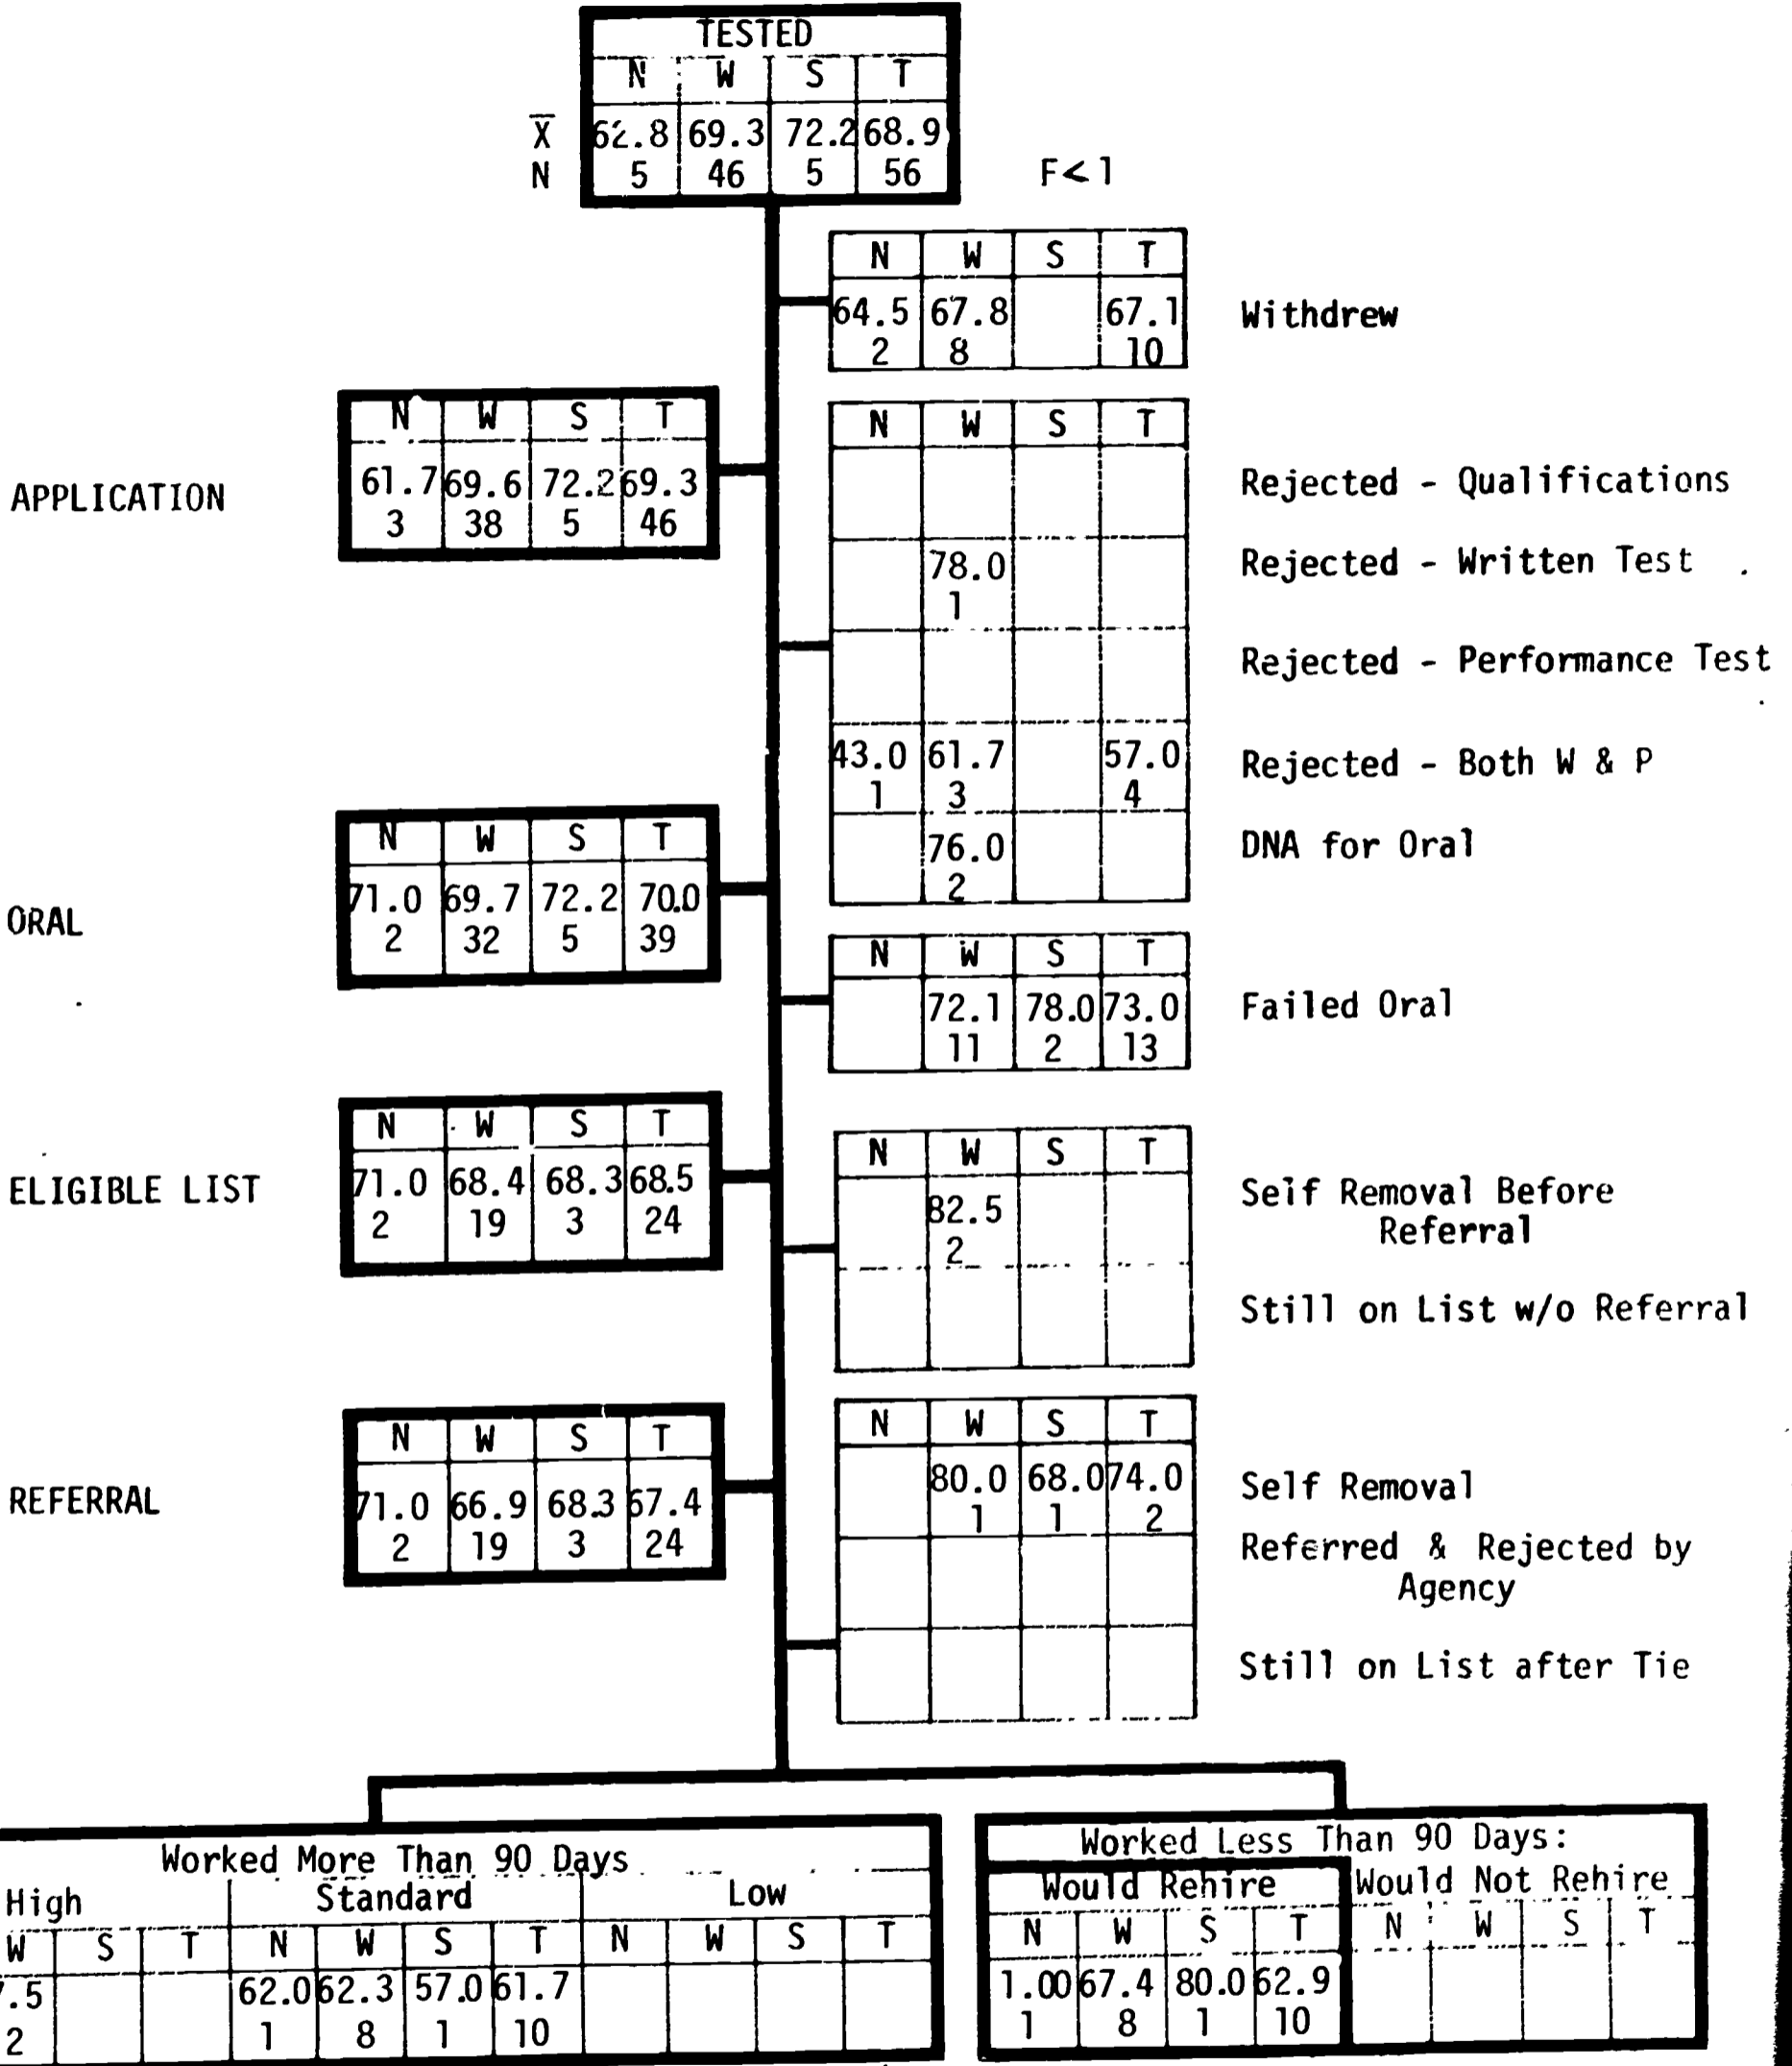 TESTED
N W S T
X̄ 62.8 69.3 72.2 68.9
N 5 46 5 56 F< 1
N W S T
64.5 67.8 67.1 Withdrew
2 8 10
N W S T
APPLICATION 61.7 69.6 72.2 69.3
3 38 5 46
N W S T
Rejected - Qualifications
78.0 Rejected - Written Test
1
Rejected - Performance Test
43.0 61.7 57.0 Rejected - Both W & P
1 3 4
76.0 DNA for Oral
2
N W S T
ORAL 71.0 69.7 72.2 70.0
2 32 5 39
N W S T
72.1 78.0 73.0 Failed Oral
11 2 13
N W S T
ELIGIBLE LIST 71.0 68.4 68.3 68.5
2 19 3 24
N W S T
82.5 Self Removal Before
Referral
2
Still on List w/o Referral
N W S T
REFERRAL 71.0 66.9 68.3 67.4
2 19 3 24
N W S T
80.0 68.0 74.0 Self Removal
1 1 2
Referred & Rejected by
Agency
Still on List after Tie
Worked More Than 90 Days
High Standard Low
W S T N W S T N W S T
.5 62.0 62.3 57.0 61.7
2 1 8 1 10
Worked Less Than 90 Days:
Would Rehire Would Not Rehire
N W S T N W S T
1.00 67.4 80.0 62.9
1 8 1 10